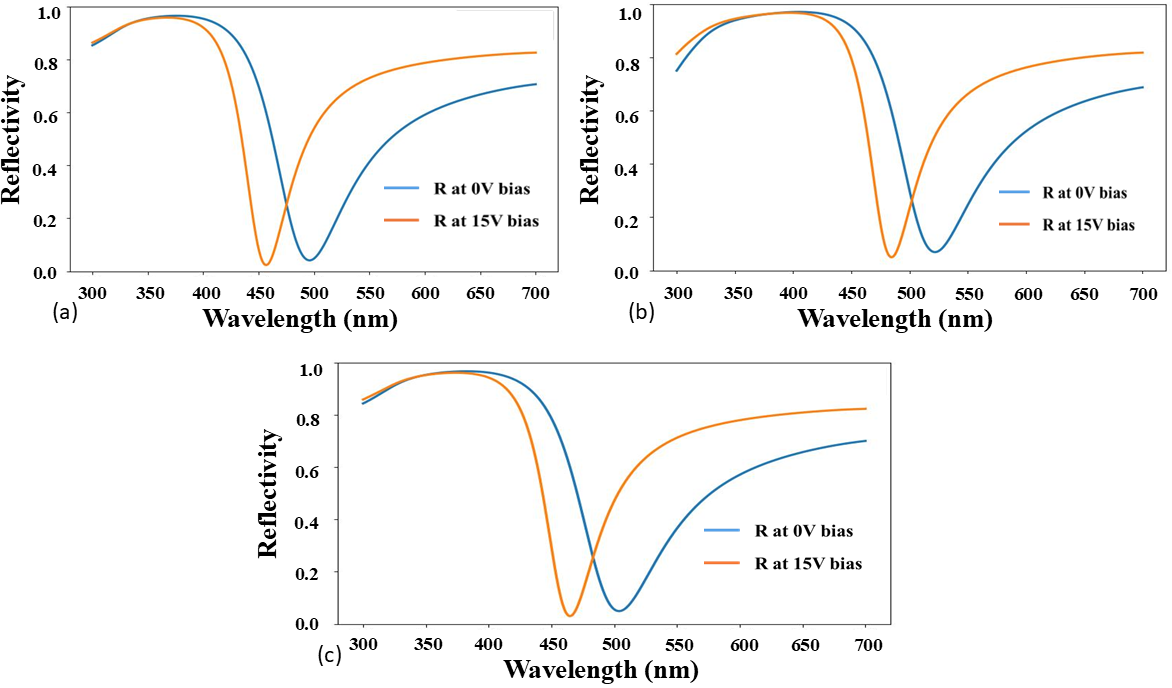 1.0
0.8
0.6
0.4
0.2
0.0
Reflectivity
R at 0V bias
R at 15V bias
300 350 400 450 500 550 600 650 700
(a)
Wavelength (nm)
1.0
0.8
0.6
0.4
0.2
0.0
Reflectivity
R at 0V bias
R at 15V bias
300 350 400 450 500 550 600 650 700
(b)
Wavelength (nm)
1.0
0.8
0.6
0.4
0.2
0.0
Reflectivity
R at 0V bias
R at 15V bias
300 350 400 450 500 550 600 650 700
(c)
Wavelength (nm)